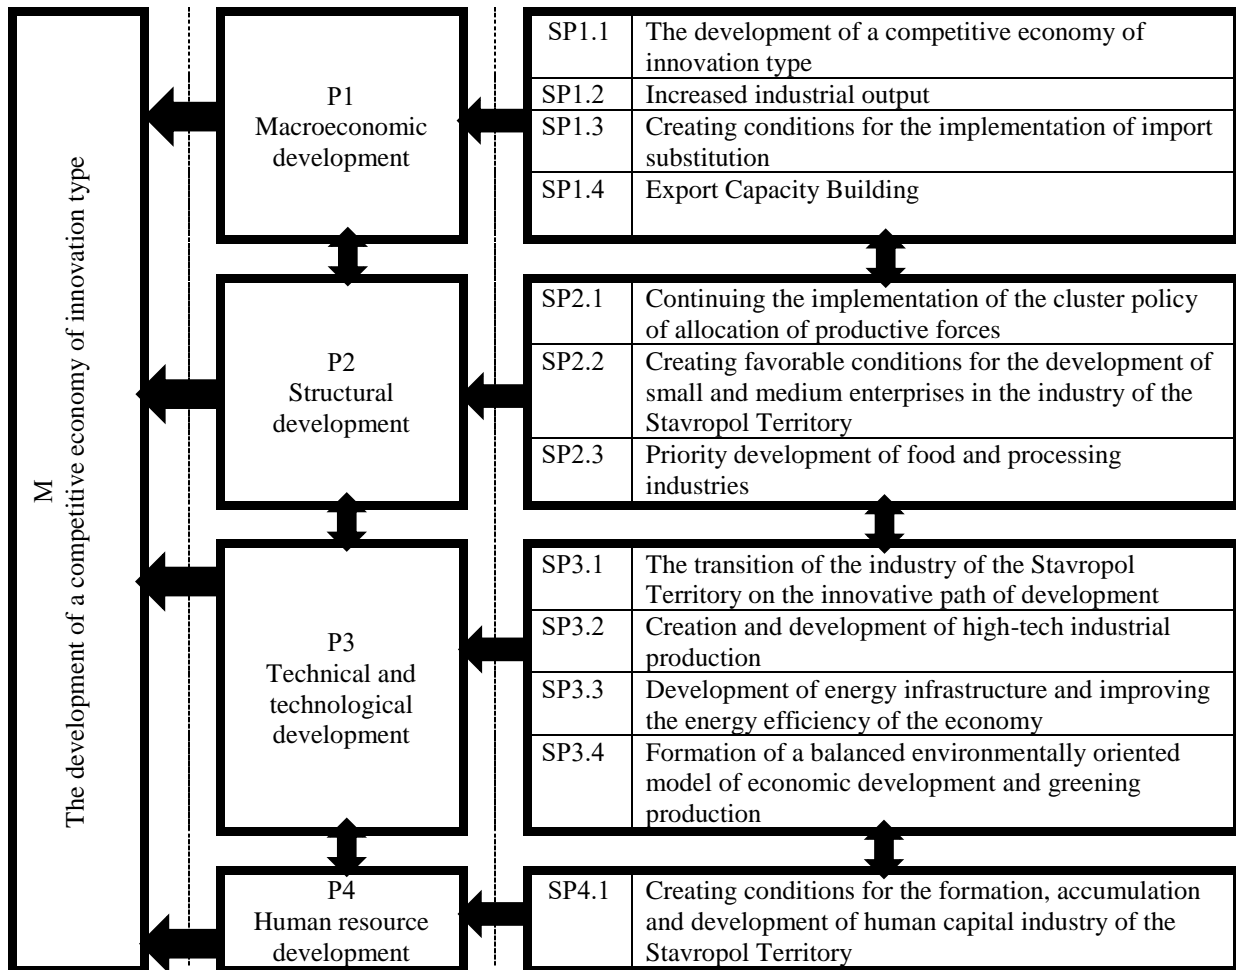 M
The development of a competitive economy of innovation type
P1
Macroeconomic
development
SP1.1 The development of a competitive economy of
innovation type
SP1.2 Increased industrial output
SP1.3 Creating conditions for the implementation of import
substitution
SP1.4 Export Capacity Building
P2
Structural
development
SP2.1 Continuing the implementation of the cluster policy
of allocation of productive forces
SP2.2 Creating favorable conditions for the development of
small and medium enterprises in the industry of the
Stavropol Territory
SP2.3 Priority development of food and processing
industries
P3
Technical and
technological
development
SP3.1 The transition of the industry of the Stavropol
Territory on the innovative path of development
SP3.2 Creation and development of high-tech industrial
production
SP3.3 Development of energy infrastructure and improving
the energy efficiency of the economy
SP3.4 Formation of a balanced environmentally oriented
model of economic development and greening
production
P4
Human resource
development
SP4.1 Creating conditions for the formation, accumulation
and development of human capital industry of the
Stavropol Territory